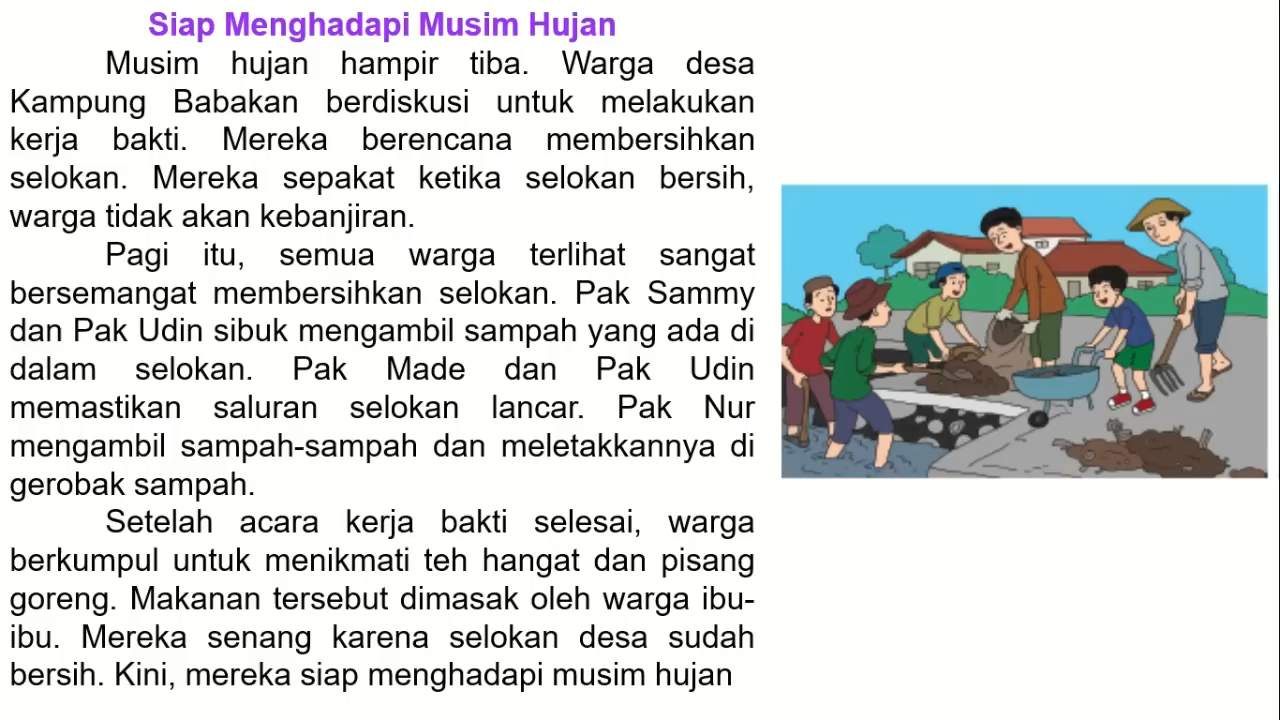 Siap Menghadapi Musim Hujan
Musim hujan hampir tiba. Warga desa
Kampung Babakan berdiskusi untuk melakukan
kerja bakti. Mereka berencana membersihkan
selokan. Mereka sepakat ketika selokan bersih,
warga tidak akan kebanjiran.
Pagi itu, semua warga terlihat sangat
bersemangat membersihkan selokan. Pak Sammy
dan Pak Udin sibuk mengambil sampah yang ada di
dalam selokan. Pak Made dan Pak Udin
memastikan saluran selokan lancar. Pak Nur
mengambil sampah-sampah dan meletakkannya di
gerobak sampah.
Setelah acara kerja bakti selesai, warga
berkumpul untuk menikmati teh hangat dan pisang
goreng. Makanan tersebut dimasak oleh warga ibu-
ibu. Mereka senang karena selokan desa sudah
bersih. Kini, mereka siap menghadapi musim hujan